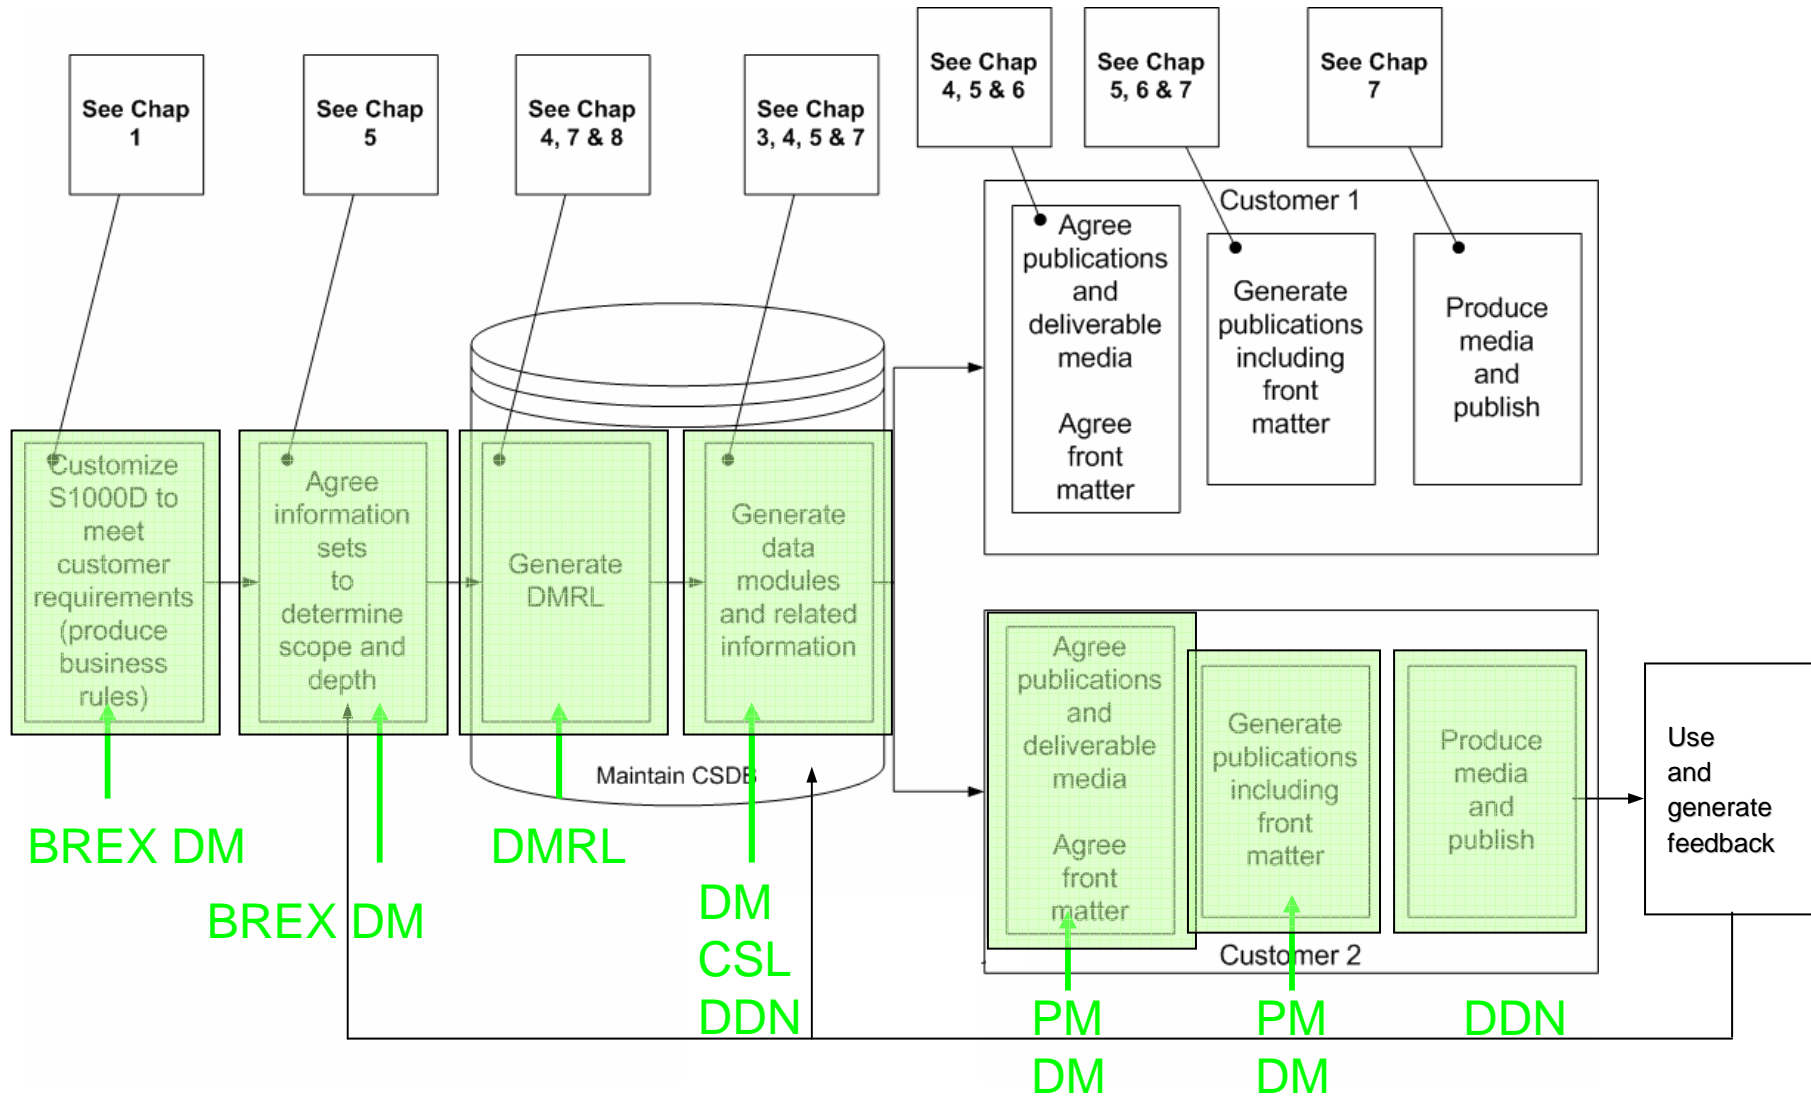 See Chap
1
See Chap
5
See Chap
4, 7 & 8
See Chap
3, 4, 5 & 7
See Chap
4, 5 & 6
See Chap
5, 6 & 7
See Chap
7
Customer 1
Agree
publications
and
deliverable
media
Agree
front
matter
Generate
publications
including
front
matter
Produce
media
and
publish
Customize
S1000D to
meet
customer
requirements
(produce
business
rules)
Agree
information
sets
to
determine
scope and
depth
Generate
DMRL
Generate
data
modules
and related
information
Maintain CSDB
Agree
publications
and
deliverable
media
Agree
front
matter
Generate
publications
including
front
matter
Produce
media
and
publish
Customer 2
Use
and
generate
feedback
BREX DM
BREX DM
DMRL
DM
CSL
DDN
PM
DM
PM
DM
DDN